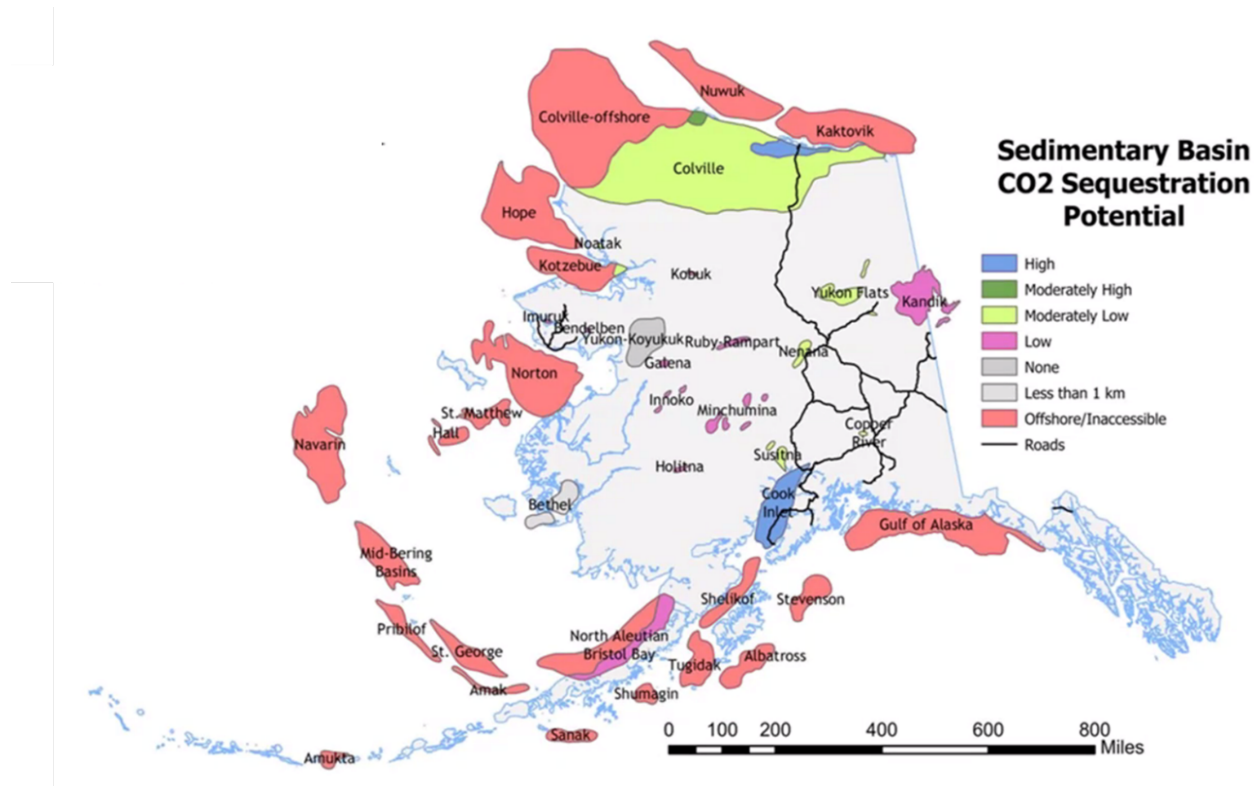 Nuwuk
Colville-offshore
Kaktovik
Colville
Hope
Noatak
Kotzebue
Kobuk
Yukon Flats
Kandik
Imuruk
Bendelben
Yukon-Koyukuk
Ruby-Rampart
Nenana
Galena
Norton
Innoko
Minchumina
St. Matthew
Hall
Copper
River
Navarin
Susitna
Holitna
Cook
Inlet
Bethel
Gulf of Alaska
Mid-Bering
Basins
Shelikof
Stevenson
Pribilof
North Aleutian
Bristol Bay
St. George
Tugidak
Albatross
Amak
Shumagin
Sanak
Amukta
Sedimentary Basin
CO2 Sequestration
Potential
High
Moderately High
Moderately Low
Low
None
Less than 1 km
Offshore/Inaccessible
Roads
0 100 200 400 600 800
Miles